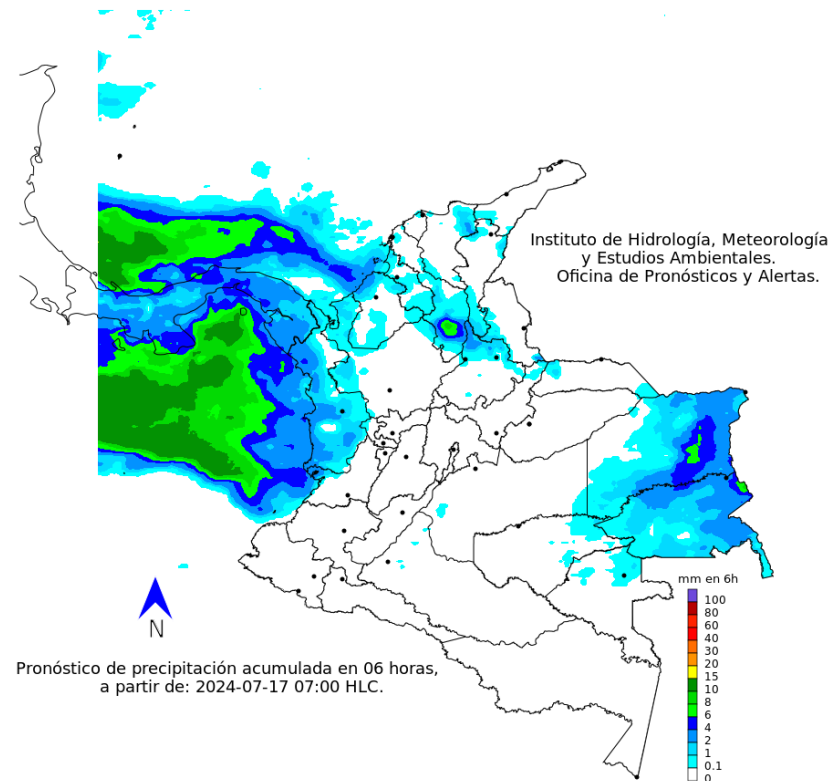 Instituto de Hidrología, Meteorología
y Estudios Ambientales.
Oficina de Pronósticos y Alertas.
mm en 6h
100
80
60
40
30
20
15
10
8
6
4
2
1
0.1
0
N
Pronóstico de precipitación acumulada en 06 horas,
a partir de: 2024-07-17 07:00 HLC.